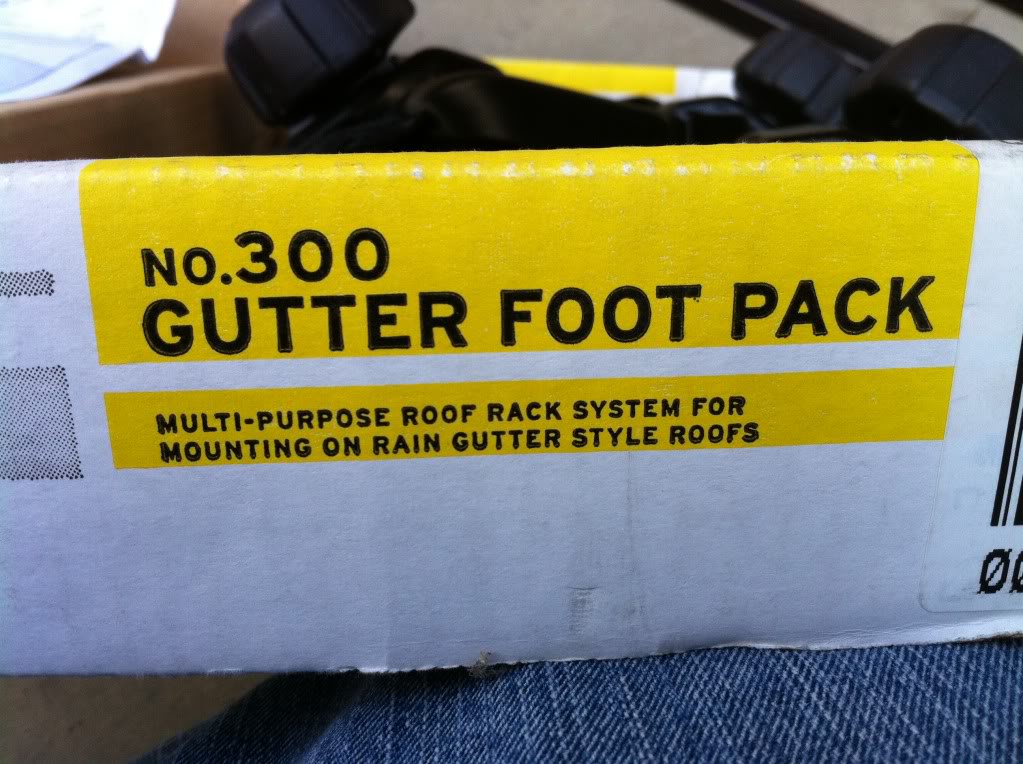 No.300
GUTTER FOOT PACK
MULTI-PURPOSE ROOF RACK SYSTEM FOR
MOUNTING ON RAIN GUTTER STYLE ROOFS